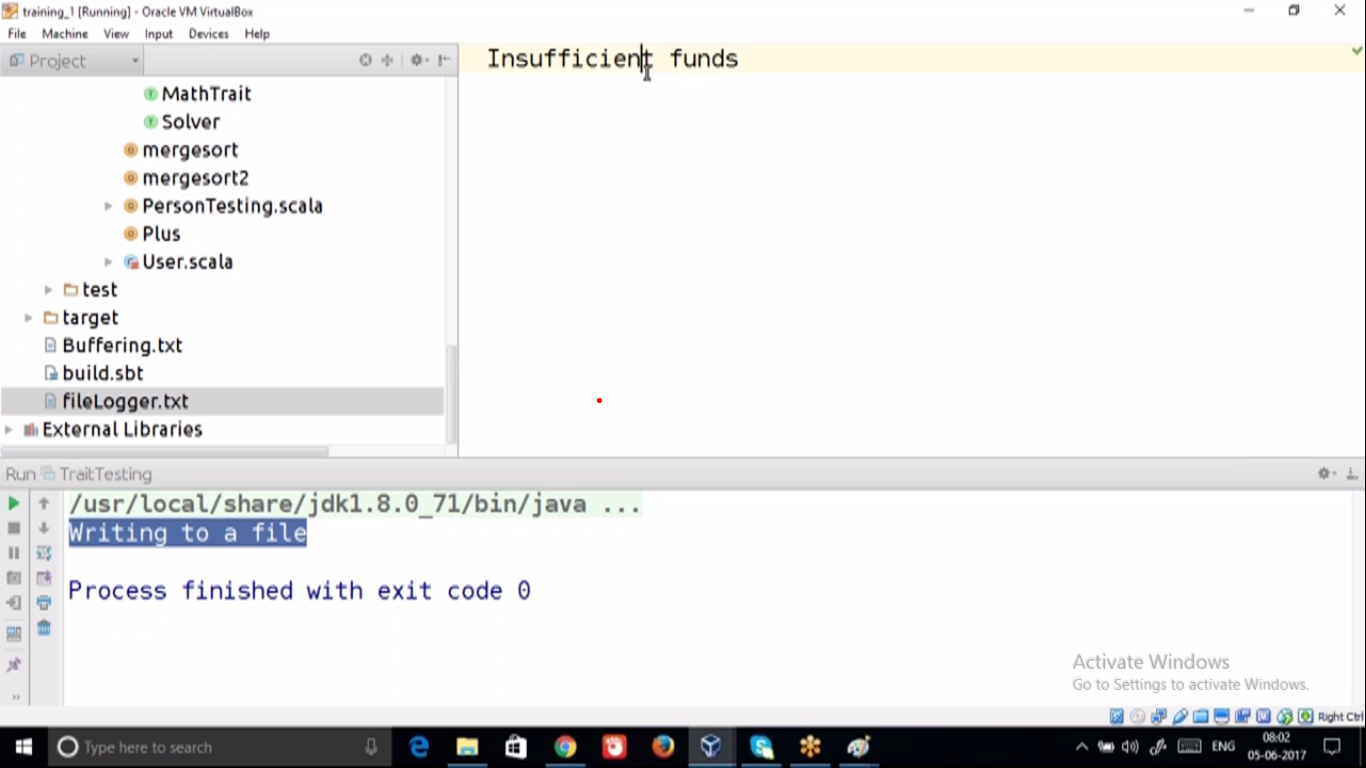 training_1 [Running] - Oracle VM VirtualBox
File Machine View Input Devices Help
Project
Insufficient funds
MathTrait
Solver
mergesort
mergesort2
PersonTesting.scala
Plus
User.scala
test
target
Buffering.txt
build.sbt
fileLogger.txt
External Libraries
Run TraitTesting
/usr/local/share/jdk1.8.0_71/bin/java ...
Writing to a file
Process finished with exit code 0
Activate Windows
Go to Settings to activate Windows.
Right Ctrl
Type here to search
ENG
08:02
05-06-2017